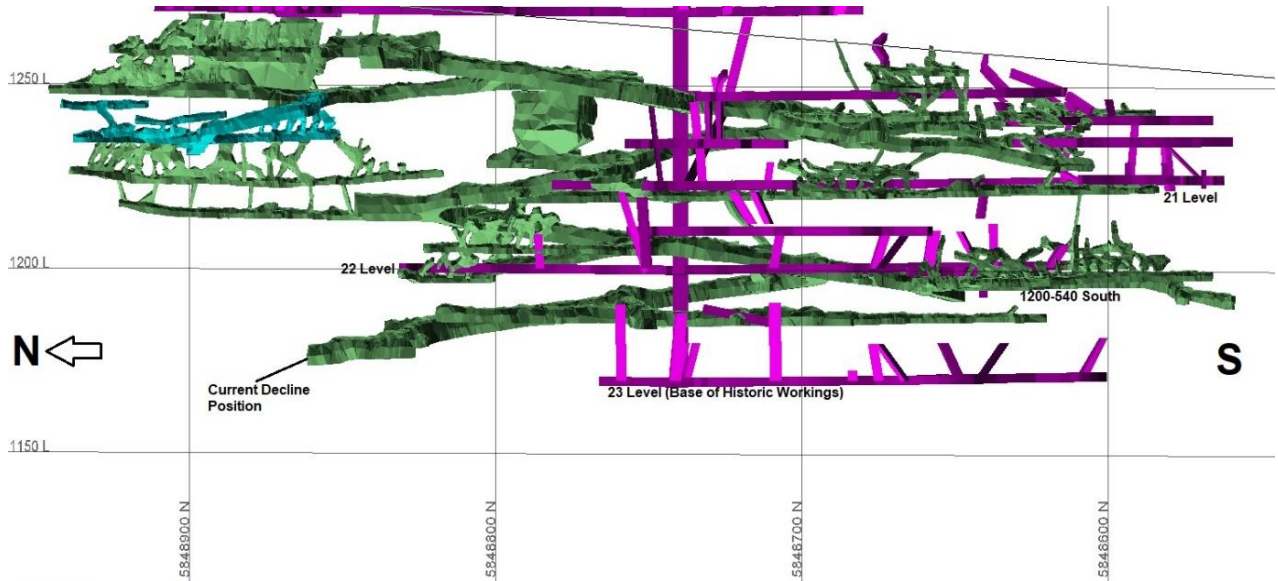 1250 L
21 Level
1200 L
22 Level
1200-540 South
N
S
Current Decline
Position
23 Level (Base of Historic Workings)
1150 L
5848900 N
5848800 N
5848700 N
5848600 N